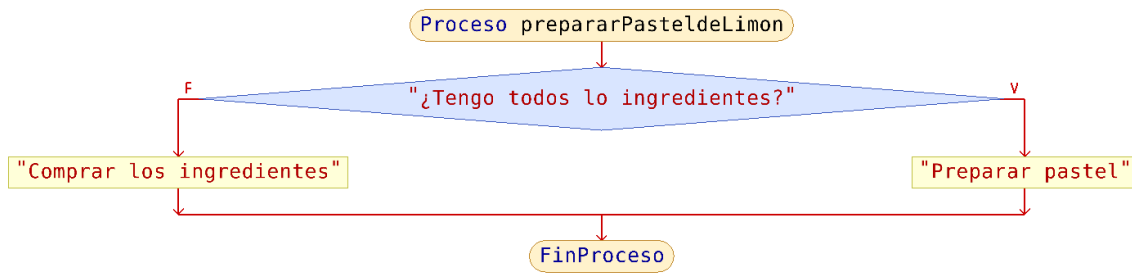 Proceso prepararPasteldeLimon
"¿Tengo todos lo ingredientes?"
F
V
"Comprar los ingredientes"
"Preparar pastel"
FinProceso